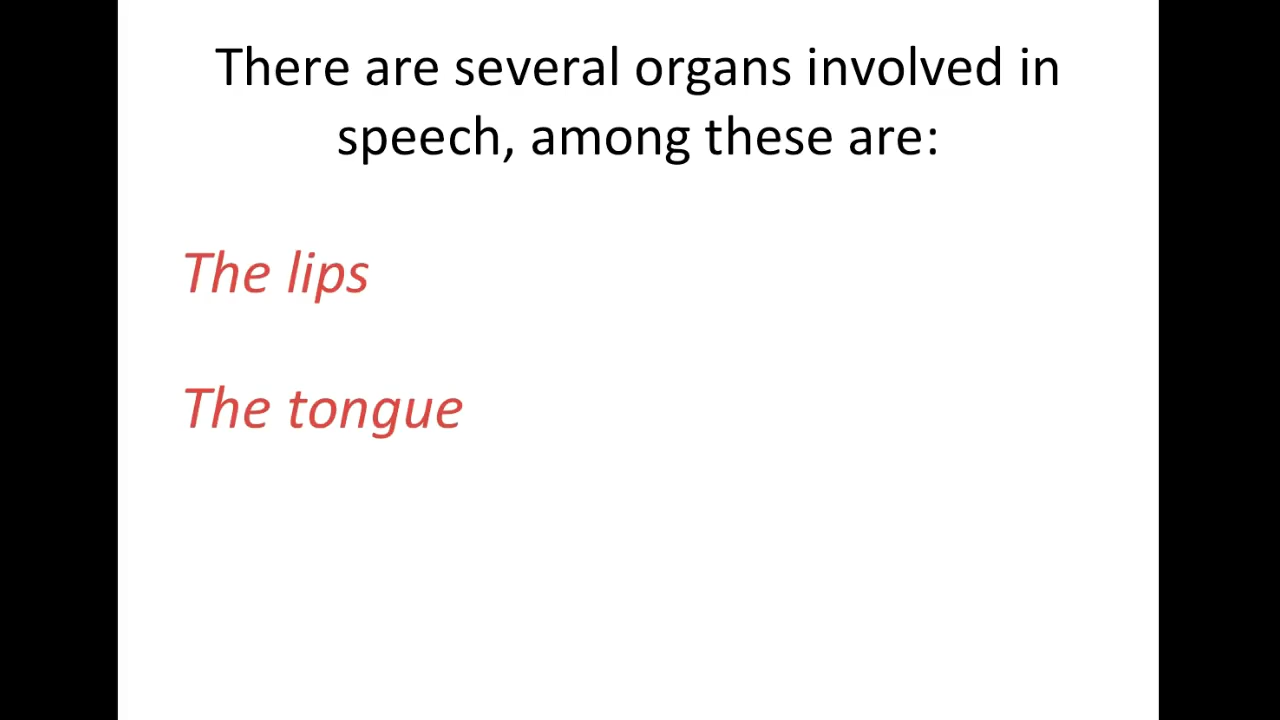 There are several organs involved in
speech, among these are:
The lips
The tongue